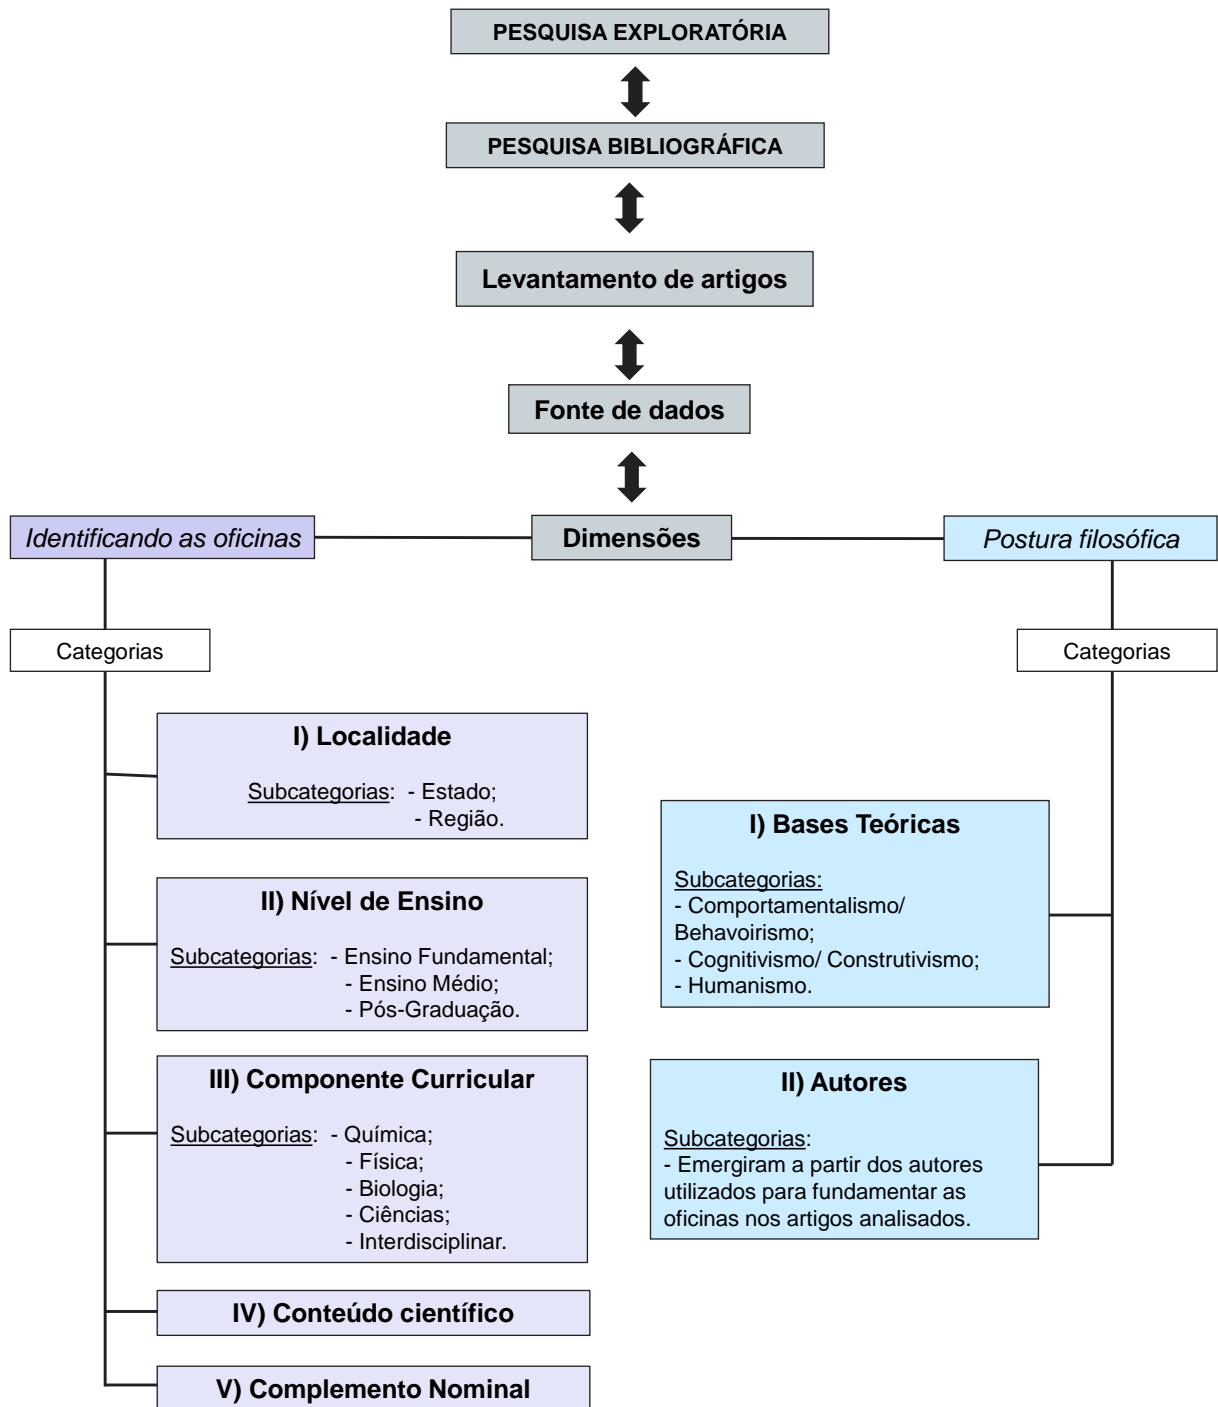 PESQUISA EXPLORATÓRIA
PESQUISA BIBLIOGRÁFICA
Levantamento de artigos
Fonte de dados
Identificando as oficinas
Dimensões
Postura filosófica
Categorias
Categorias
I) Localidade
Subcategorias: - Estado;
- Região.
II) Nível de Ensino
Subcategorias: - Ensino Fundamental;
- Ensino Médio;
- Pós-Graduação.
III) Componente Curricular
Subcategorias: - Química;
- Física;
- Biologia;
- Ciências;
- Interdisciplinar.
IV) Conteúdo científico
V) Complemento Nominal
I) Bases Teóricas
Subcategorias:
- Comportamentalismo/
Behavoirismo;
- Cognitivismo/ Construtivismo;
- Humanismo.
II) Autores
Subcategorias:
- Emergiram a partir dos autores
utilizados para fundamentar as
oficinas nos artigos analisados.